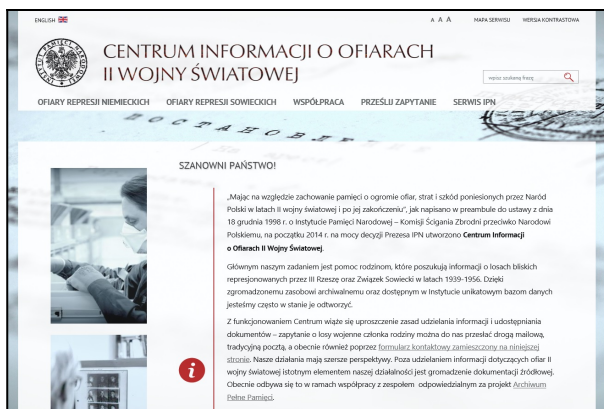 ENGLISH
A A A MAPA SERWISU WERSJA KONTRASTOWA
INSTYTUT PAMIĘCI NARODOWEJ
CENTRUM INFORMACJI O OFIARACH
II WOJNY ŚWIATOWEJ
wpisz szukaną frazę
OFIARY REPRESJI NIEMIECKICH OFIARY REPRESJI SOWIECKICH WSPÓŁPRACA PRZEŚLIJ ZAPYTANIE SERWIS IPN
SZANOWNI PAŃSTWO!
„Mając na względzie zachowanie pamięci o ogromie ofiar, strat i szkód poniesionych przez Naród
Polski w latach II wojny światowej i po jej zakończeniu”, jak napisano w preambule do ustawy z dnia
18 grudnia 1998 r. o Instytucie Pamięci Narodowej – Komisji Ścigania Zbrodni przeciwko Narodowi
Polskiemu, na początku 2014 r. na mocy decyzji Prezesa IPN utworzono Centrum Informacji
o Ofiarach II Wojny Światowej.
Głównym naszym zadaniem jest pomoc rodzinom, które poszukują informacji o losach bliskich
represjonowanych przez III Rzeszę oraz Związek Sowiecki w latach 1939-1956. Dzięki
zgromadzonemu zasobowi archiwalnemu oraz dostępnym w Instytucie unikatowym bazom danych
jesteśmy często w stanie je odtworzyć.
Z funkcjonowaniem Centrum wiąże się uproszczenie zasad udzielania informacji i udostępniania
dokumentów – zapytanie o losy wojenne członka rodziny można do nas przesłać drogą mailową,
tradycyjną pocztą, a obecnie również poprzez formularz kontaktowy zamieszczony na niniejszej
stronie. Nasze działania mają szersze perspektywy. Poza udzielaniem informacji dotyczących ofiar II
wojny światowej istotnym elementem naszej działalności jest gromadzenie dokumentacji źródłowej.
Obecnie odbywa się to w ramach współpracy z zespołem odpowiedzialnym za projekt Archiwum
Pełne Pamięci.